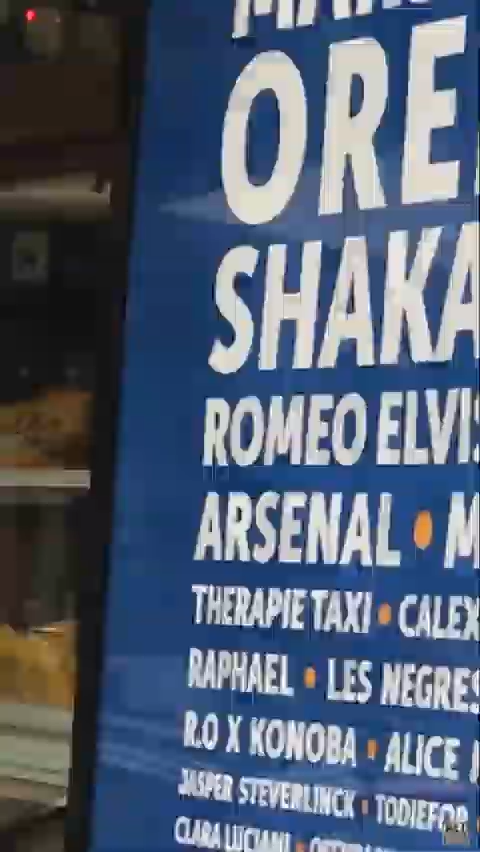 ORE
SHAKA
ROMEO ELVIS
ARSENAL • M
THERAPIE TAXI • CALEX
RAPHAEL • LES NEGRES
R.O X KONOBA • ALICE
JASPER STEVERLINCK • TODIEFOR
CLARA LUCIANI •